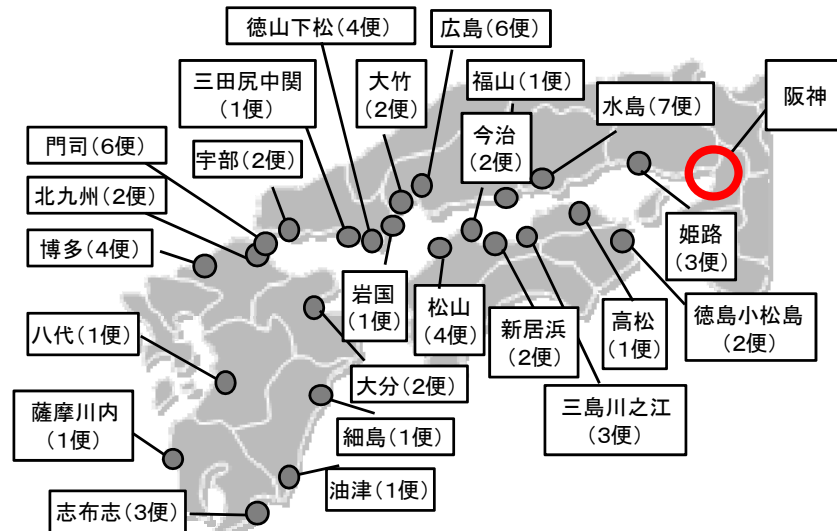 徳山下松(4便)
広島(6便)
三田尻中関
(1便)
大竹
(2便)
福山(1便)
水島(7便)
阪神
門司(6便)
宇部(2便)
今治
(2便)
北九州(2便)
博多(4便)
姫路
(3便)
岩国
(1便)
松山
(4便)
新居浜
(2便)
高松
(1便)
徳島小松島
(2便)
八代(1便)
大分(2便)
三島川之江
(3便)
薩摩川内
(1便)
細島(1便)
油津(1便)
志布志(3便)